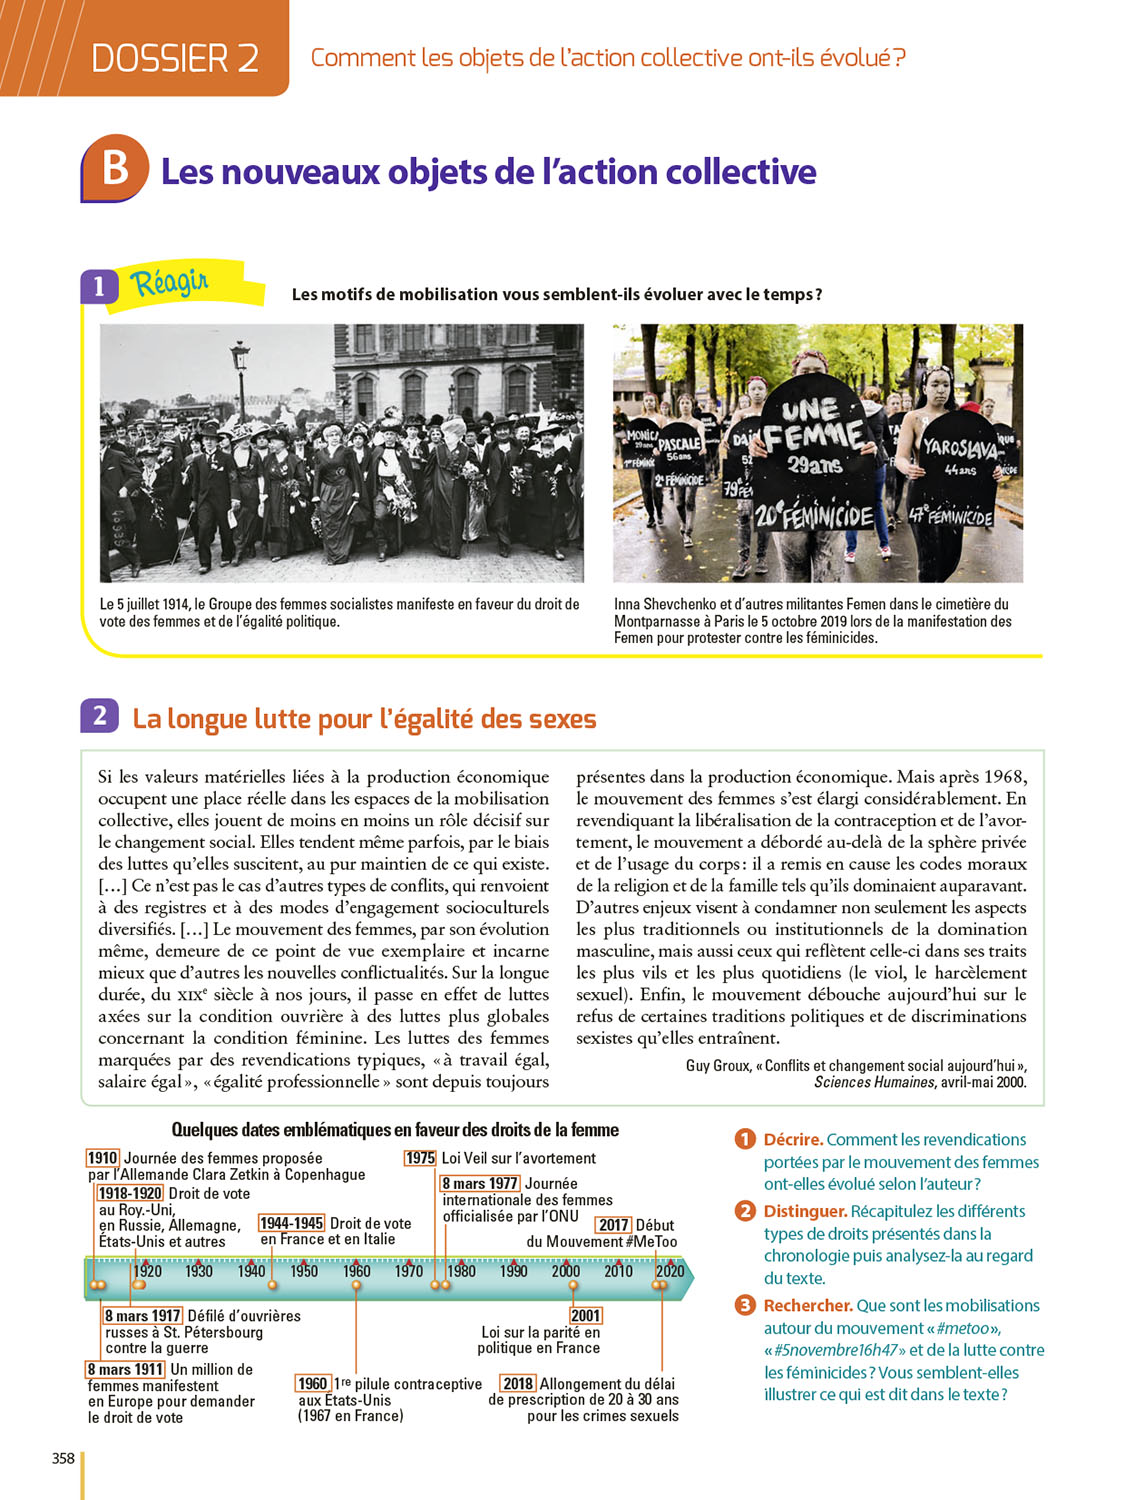 DOSSIER 2
Comment les objets de l'action collective ont-ils évolué ?
B
Les nouveaux objets de l'action collective
1
Réagir
Les motifs de mobilisation vous semblent-ils évoluer avec le temps ?
MONIC
29 ans
1er FÉMINIC
PASCALE
56 ans
2e FÉMINICIDE
79e FÉM
UNE
FEMME
29 ans
20e FÉMINICIDE
YAROSLAVA
44 ans
47e FÉMINICIDE
Le 5 juillet 1914, le Groupe des femmes socialistes manifeste en faveur du droit de
vote des femmes et de l'égalité politique.
Inna Shevchenko et d'autres militantes Femen dans le cimetière du
Montparnasse à Paris le 5 octobre 2019 lors de la manifestation des
Femen pour protester contre les féminicides.
2
La longue lutte pour l'égalité des sexes
Si les valeurs matérielles liées à la production économique
occupent une place réelle dans les espaces de la mobilisation
collective, elles jouent de moins en moins un rôle décisif sur
le changement social. Elles tendent même parfois, par le biais
des luttes qu'elles suscitent, au pur maintien de ce qui existe.
[…] Ce n'est pas le cas d'autres types de conflits, qui renvoient
à des registres et à des modes d'engagement socioculturels
diversifiés. […] Le mouvement des femmes, par son évolution
même, demeure de ce point de vue exemplaire et incarne
mieux que d'autres les nouvelles conflictualités. Sur la longue
durée, du XIXe siècle à nos jours, il passe en effet de luttes
axées sur la condition ouvrière à des luttes plus globales
concernant la condition féminine. Les luttes des femmes
marquées par des revendications typiques, « à travail égal,
salaire égal », « égalité professionnelle » sont depuis toujours
présentes dans la production économique. Mais après 1968,
le mouvement des femmes s'est élargi considérablement. En
revendiquant la libéralisation de la contraception et de l'avor-
tement, le mouvement a débordé au-delà de la sphère privée
et de l'usage du corps : il a remis en cause les codes moraux
de la religion et de la famille tels qu'ils dominaient auparavant.
D'autres enjeux visent à condamner non seulement les aspects
les plus traditionnels ou institutionnels de la domination
masculine, mais aussi ceux qui reflètent celle-ci dans ses traits
les plus vils et les plus quotidiens (le viol, le harcèlement
sexuel). Enfin, le mouvement débouche aujourd'hui sur le
refus de certaines traditions politiques et de discriminations
sexistes qu'elles entraînent.
Guy Groux, « Conflits et changement social aujourd'hui »,
Sciences Humaines, avril-mai 2000.
Quelques dates emblématiques en faveur des droits de la femme
1910 Journée des femmes proposée
par l'Allemande Clara Zetkin à Copenhague
1918-1920 Droit de vote
au Roy.-Uni,
en Russie, Allemagne,
États-Unis et autres
1944-1945 Droit de vote
en France et en Italie
1975 Loi Veil sur l'avortement
8 mars 1977 Journée
internationale des femmes
officialisée par l'ONU
2017 Début
du Mouvement #MeToo
1920 1930 1940 1950 1960 1970 1980 1990 2000 2010 2020
8 mars 1917 Défilé d'ouvrières
russes à St. Pétersbourg
contre la guerre
8 mars 1911 Un million de
femmes manifestent
en Europe pour demander
le droit de vote
1960 1re pilule contraceptive
aux États-Unis
(1967 en France)
2001
Loi sur la parité en
politique en France
2018 Allongement du délai
de prescription de 20 à 30 ans
pour les crimes sexuels
1 Décrire. Comment les revendications
portées par le mouvement des femmes
ont-elles évolué selon l'auteur ?
2 Distinguer. Récapitulez les différents
types de droits présentés dans la
chronologie puis analysez-la au regard
du texte.
3 Rechercher. Que sont les mobilisations
autour du mouvement « #metoo »,
« #5novembre16h47 » et de la lutte contre
les féminicides ? Vous semblent-elles
illustrer ce qui est dit dans le texte ?
358